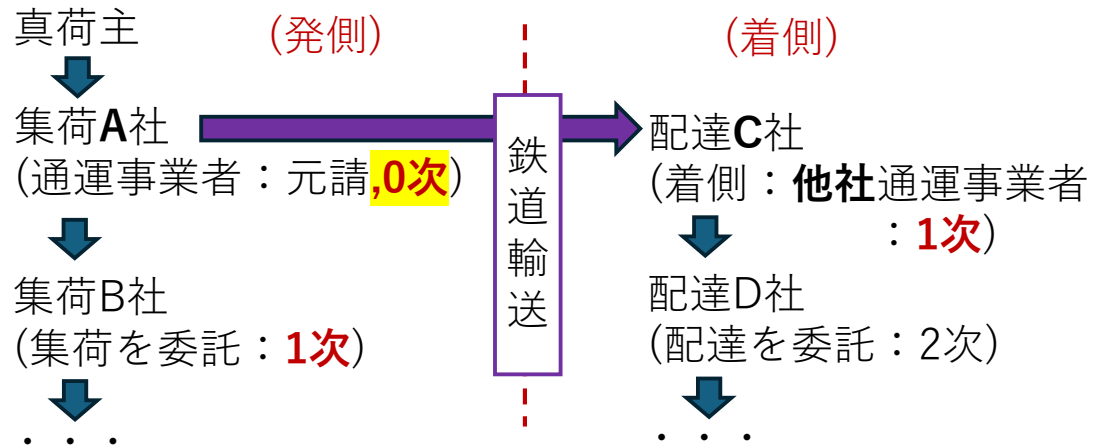 真荷主
(発側)
集荷A社
(通運事業者：元請,0次)
集荷B社
(集荷を委託：1次)
・・・
鉄道輸送
(着側)
配達C社
(着側：他社通運事業者
：1次)
配達D社
(配達を委託：2次)
・・・